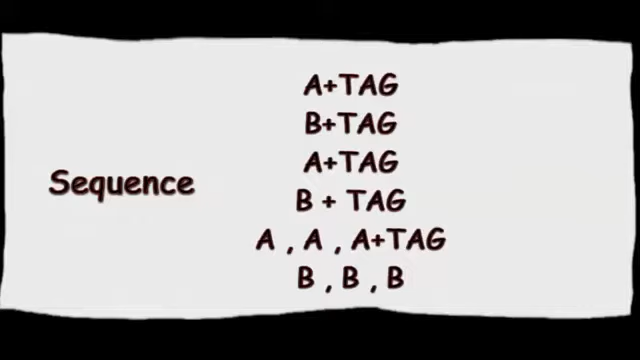 Sequence
A+TAG
B+TAG
A+TAG
B + TAG
A , A , A+TAG
B , B , B